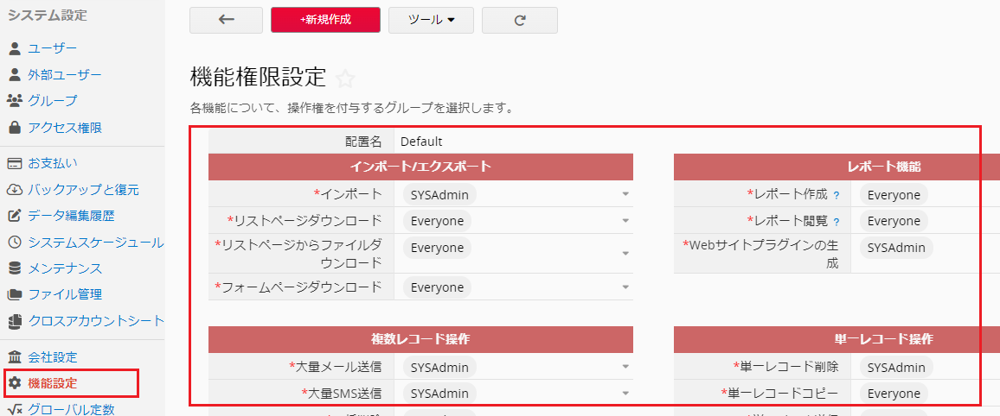 システム設定
ユーザー
外部ユーザー
グループ
アクセス権限
お支払い
バックアップと復元
データ編集履歴
システムスケージュール
メンテナンス
ファイル管理
クロスアカウントシート
会社設定
機能設定
グローバル定数
+新規作成
ツール
機能権限設定
各機能について、操作権を付与するグループを選択します。
配置名 Default
インポート/エクスポート
*インポート SYSAdmin
*リストページダウンロード Everyone
*リストページからファイルダ Everyone
ウンロード
*フォームページダウンロード Everyone
レポート機能
*レポート作成 ? Everyone
*レポート閲覧 ? Everyone
*Webサイトプラグインの生 SYSAdmin
成
複数レコード操作
*大量メール送信 SYSAdmin
*大量SMS送信 SYSAdmin
単一レコード操作
*単一レコード削除 SYSAdmin
*単一レコードコピー Everyone